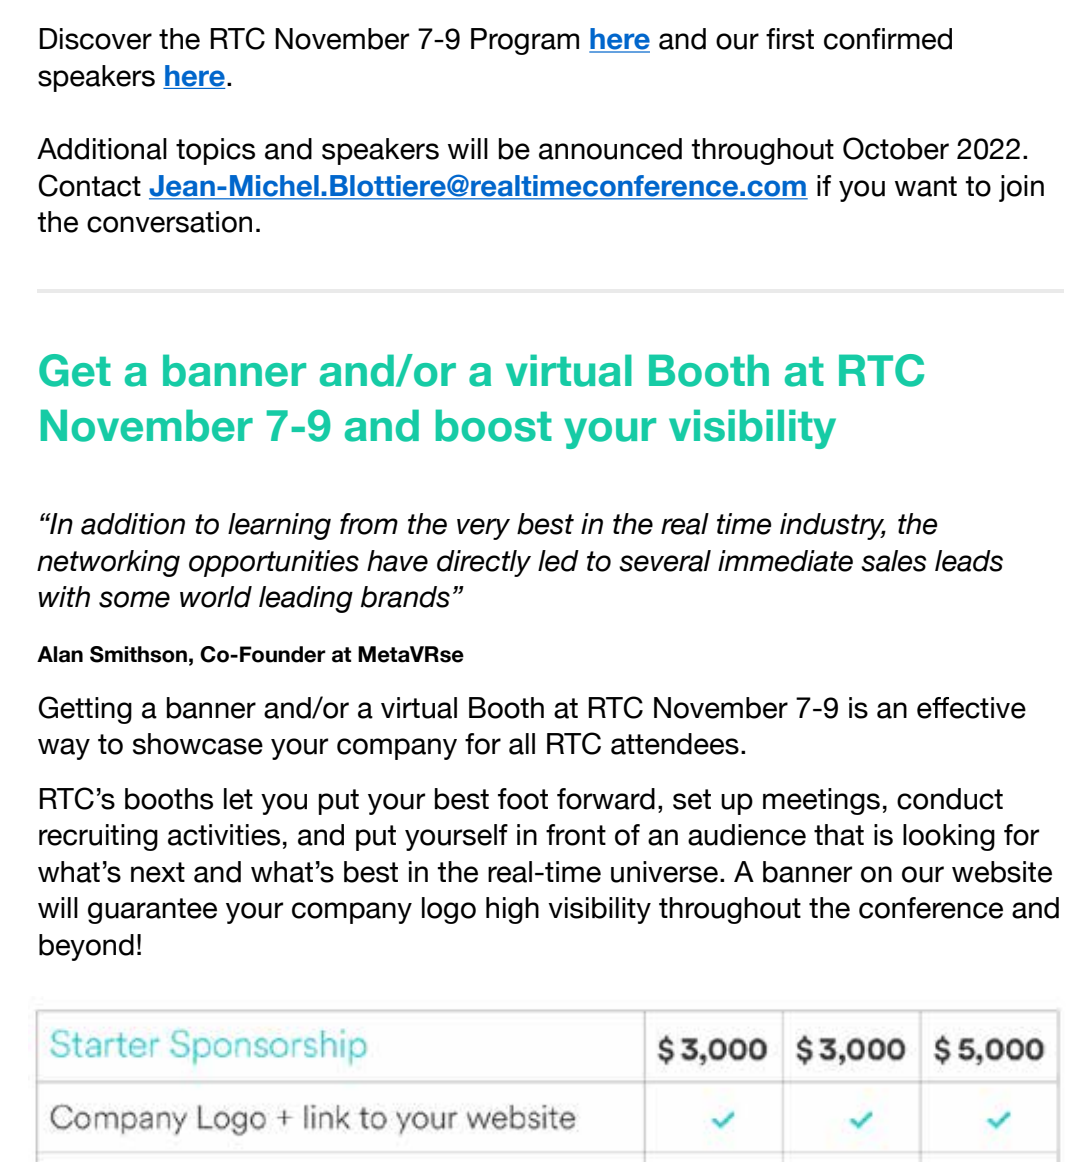 Discover the RTC November 7-9 Program here and our first confirmed
speakers here.
Additional topics and speakers will be announced throughout October 2022.
Contact Jean-Michel.Blottiere@realtimeconference.com if you want to join
the conversation.
Get a banner and/or a virtual Booth at RTC
November 7-9 and boost your visibility
“In addition to learning from the very best in the real time industry, the
networking opportunities have directly led to several immediate sales leads
with some world leading brands”
Alan Smithson, Co-Founder at MetaVRse
Getting a banner and/or a virtual Booth at RTC November 7-9 is an effective
way to showcase your company for all RTC attendees.
RTC’s booths let you put your best foot forward, set up meetings, conduct
recruiting activities, and put yourself in front of an audience that is looking for
what’s next and what’s best in the real-time universe. A banner on our website
will guarantee your company logo high visibility throughout the conference and
beyond!
Starter Sponsorship $3,000 $3,000 $5,000
Company Logo + link to your website ✓ ✓ ✓